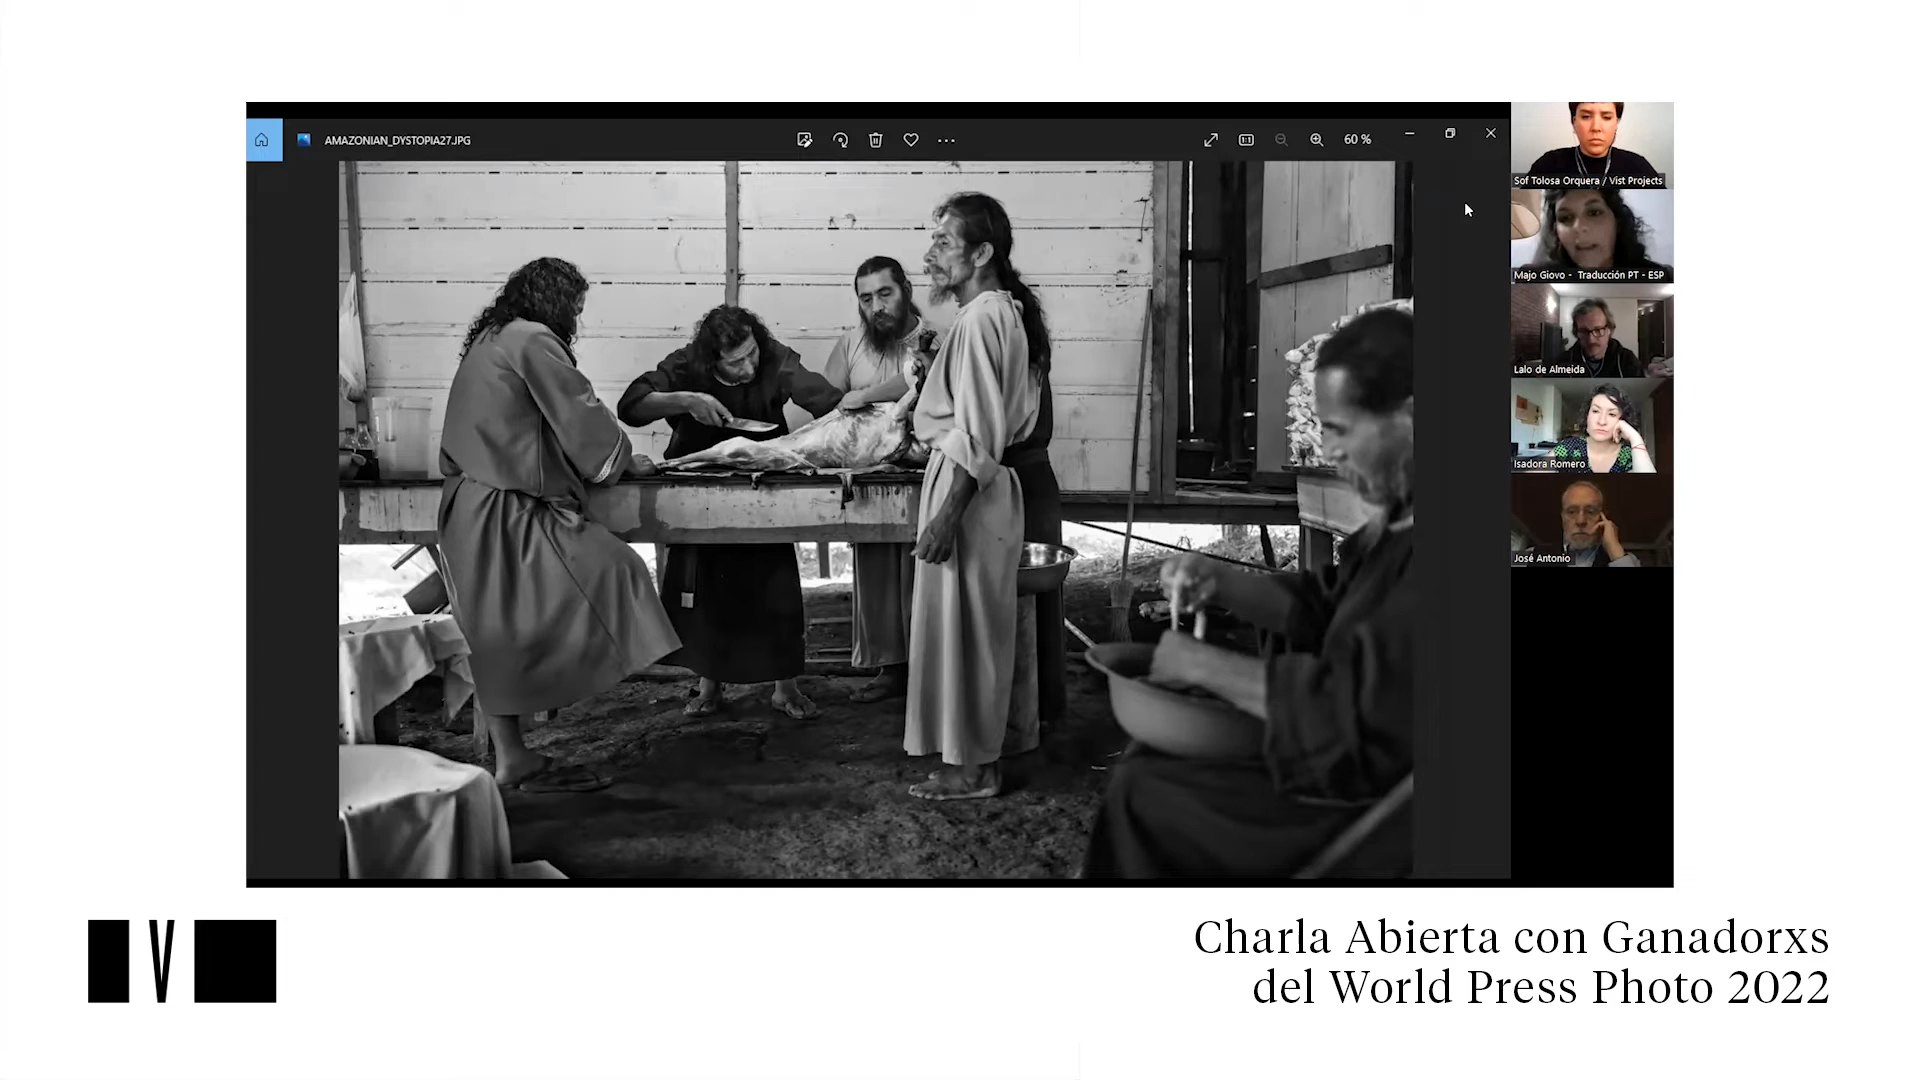 AMAZONIAN_DYSTOPIA27.JPG
60 %
Sof Tolosa Orquera / Vist Projects
Majo Giovo - Traducción PT - ESP
Lalo de Almeida
Isadora Romero
José Antonio
V
Charla Abierta con Ganadorxs
del World Press Photo 2022